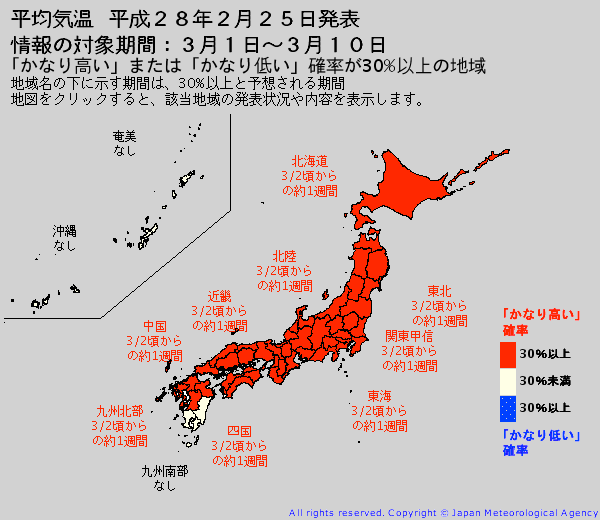 平均気温　平成２８年２月２５日発表
情報の対象期間：３月１日～３月１０日
「かなり高い」または「かなり低い」確率が30%以上の地域
地域名の下に示す期間は、30%以上と予想される期間
地図をクリックすると、該当地域の発表状況や内容を表示します。
奄美
なし
沖縄
なし
北海道
3/2頃から
の約1週間
北陸
3/2頃から
の約1週間
近畿
3/2頃から
の約1週間
東北
3/2頃から
の約1週間
中国
3/2頃から
の約1週間
関東甲信
3/2頃から
の約1週間
東海
3/2頃から
の約1週間
九州北部
3/2頃から
の約1週間
四国
3/2頃から
の約1週間
九州南部
なし
「かなり高い」
確率
30%以上
30%未満
30%以上
「かなり低い」
確率
All rights reserved. Copyright © Japan Meteorological Agency